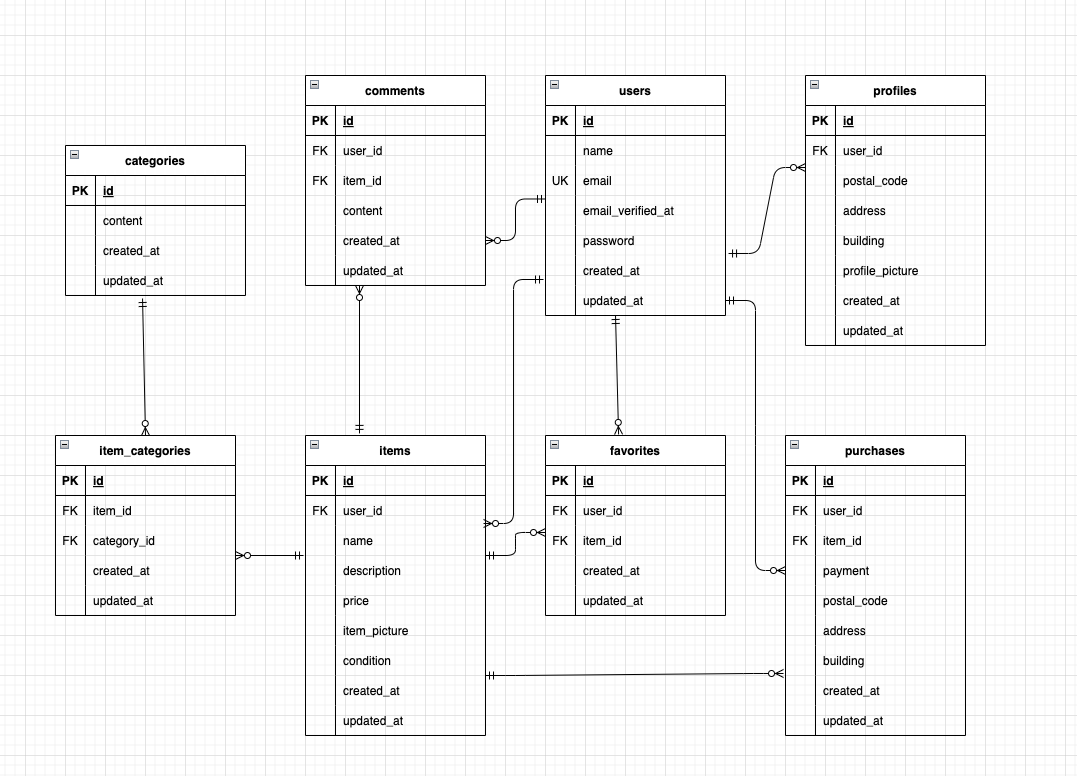 categories
PK id
content
created_at
updated_at
comments
PK id
FK user_id
FK item_id
content
created_at
updated_at
users
PK id
name
UK email
email_verified_at
password
created_at
updated_at
profiles
PK id
FK user_id
postal_code
address
building
profile_picture
created_at
updated_at
item_categories
PK id
FK item_id
FK category_id
created_at
updated_at
items
PK id
FK user_id
name
description
price
item_picture
condition
created_at
updated_at
favorites
PK id
FK user_id
FK item_id
created_at
updated_at
purchases
PK id
FK user_id
FK item_id
payment
postal_code
address
building
created_at
updated_at